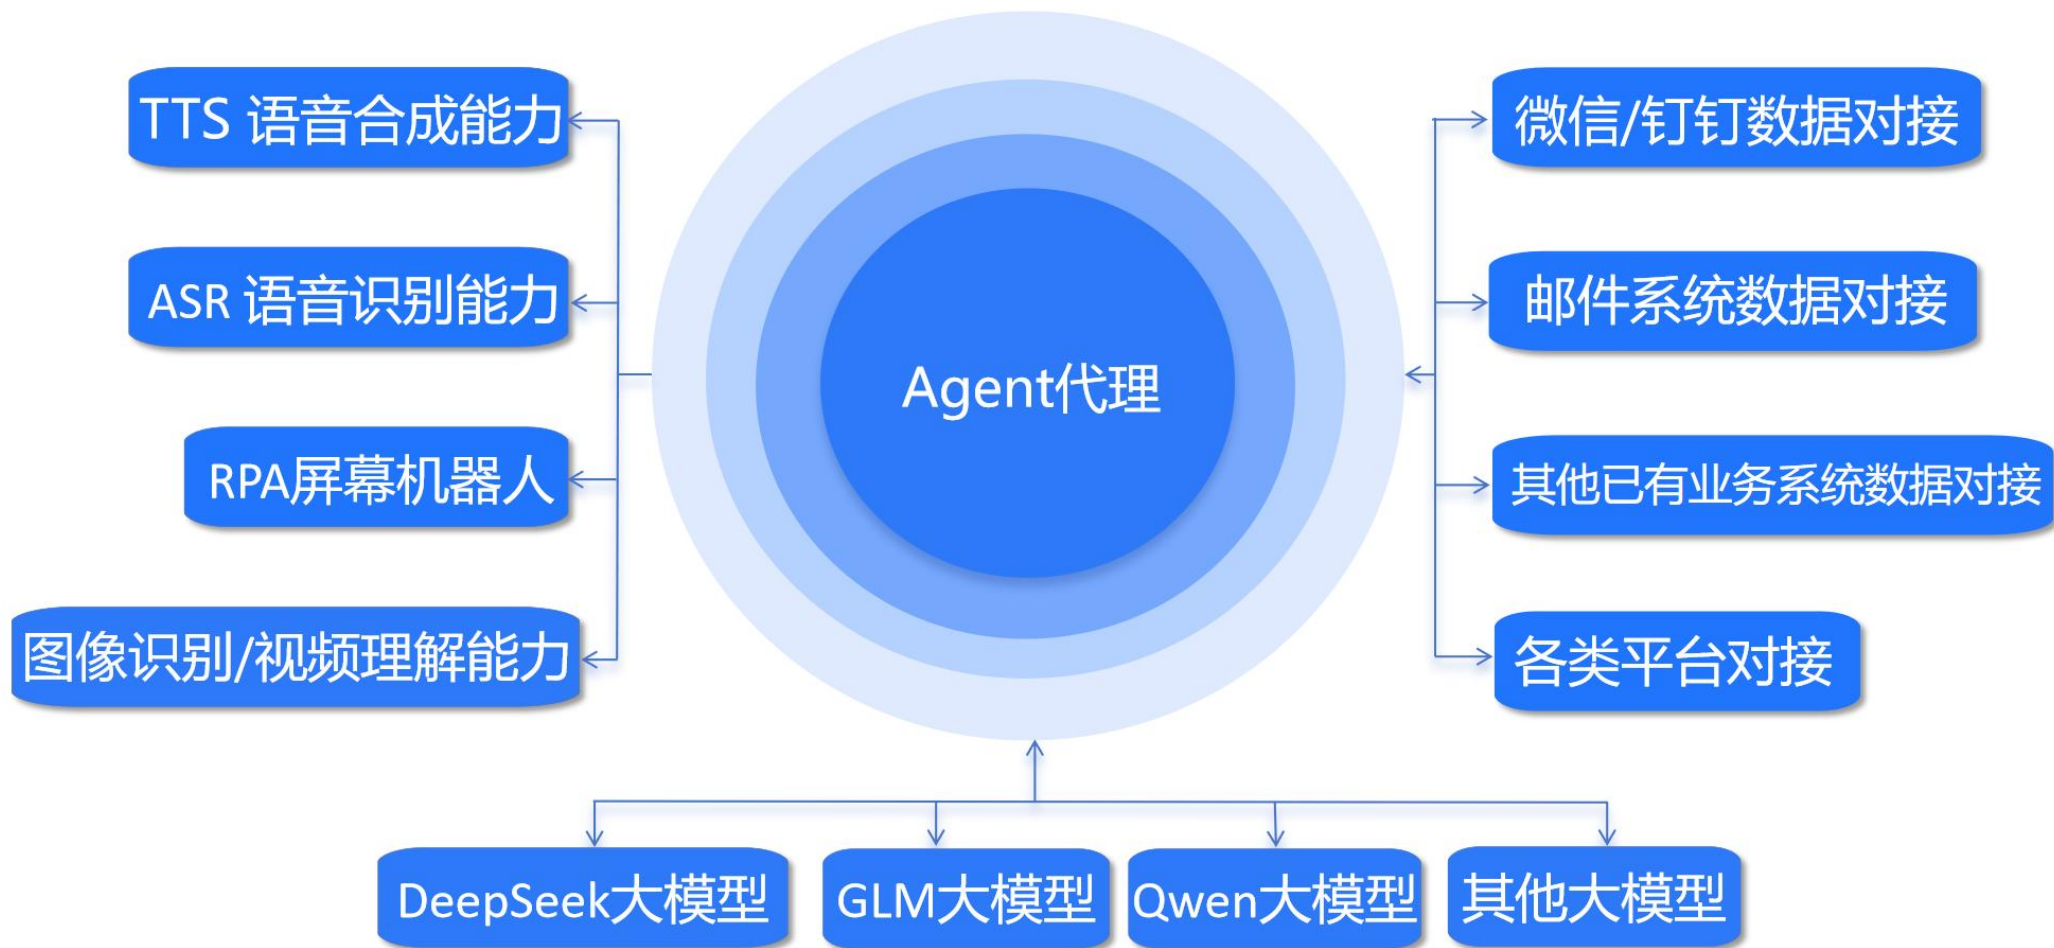 TTS 语音合成能力
ASR 语音识别能力
RPA屏幕机器人
图像识别/视频理解能力
Agent代理
微信/钉钉数据对接
邮件系统数据对接
其他已有业务系统数据对接
各类平台对接
DeepSeek大模型
GLM大模型
Qwen大模型
其他大模型